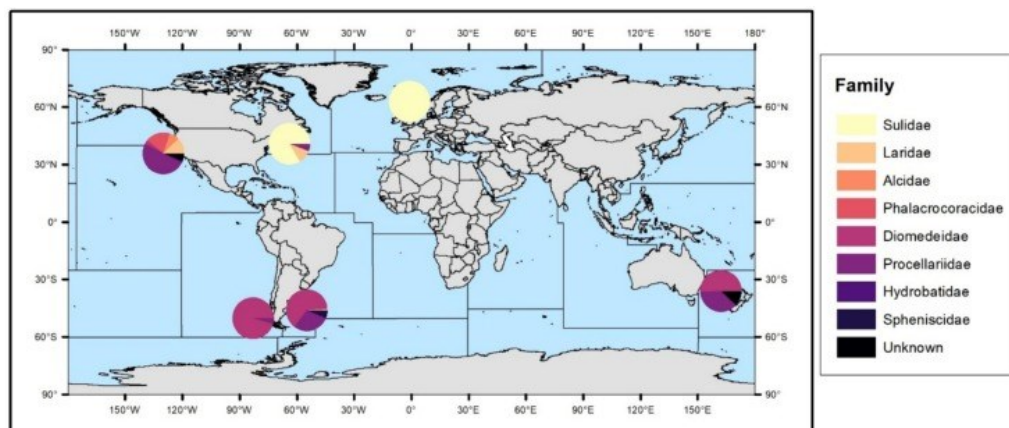 150°W 120°W 90°W 60°W 30°W 0° 30°E 60°E 90°E 120°E 150°E 180°
90° 90°
60°N 60°N
30°N 30°N
0° 0°
30°S 30°S
60°S 60°S
90° 90°
150°W 120°W 90°W 60°W 30°W 0° 30°E 60°E 90°E 120°E 150°E
Family
Sulidae
Laridae
Alcidae
Phalacrocoracidae
Diomedeidae
Procellariidae
Hydrobatidae
Spheniscidae
Unknown